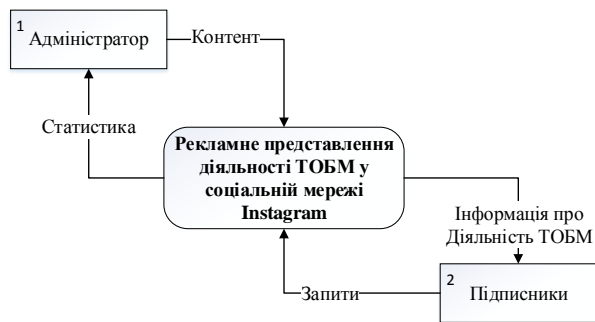 1
Адміністратор
Контент
Статистика
Рекламне представлення
діяльності ТОБМ у
соціальній мережі
Instagram
Інформація про
Діяльність ТОБМ
Запити
2
Підписники